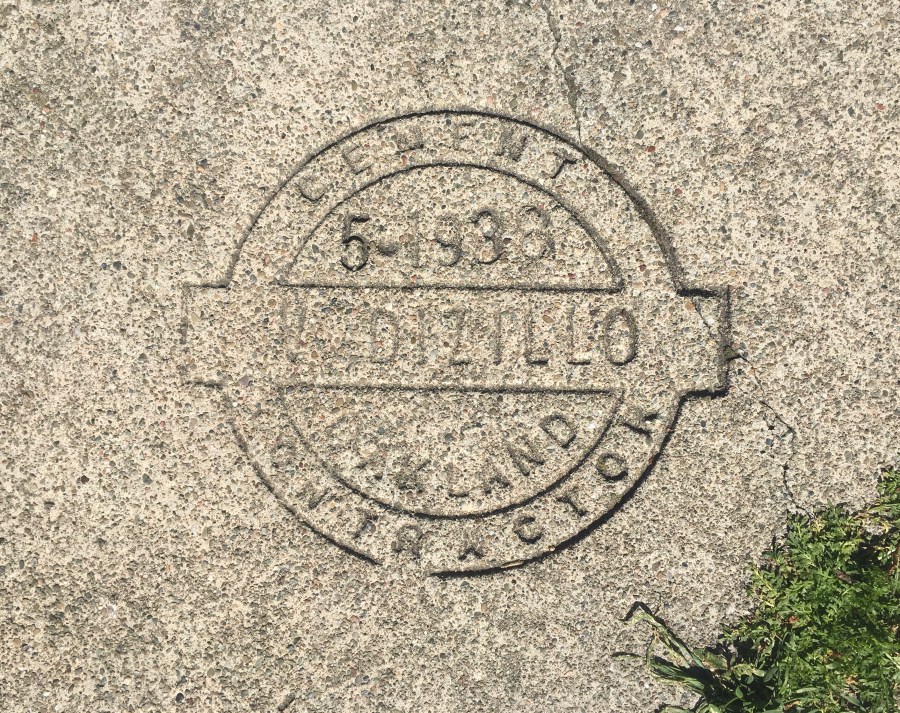 CEMENT
5-1938
V. DIZILLO
OAKLAND
CONTRACTOR